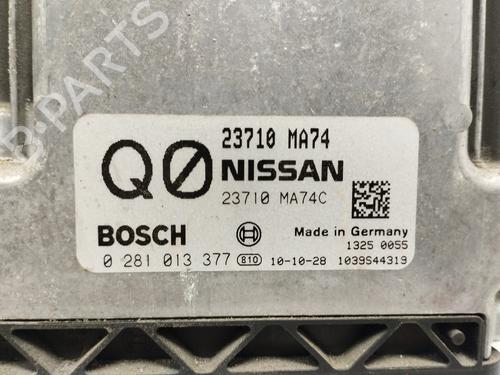 B-PARTS
23710 MA74
QØ NISSAN
23710 MA74C
BOSCH Made in Germany
1325 0055
0 281 013 377 810 10-10-28 1039S44319